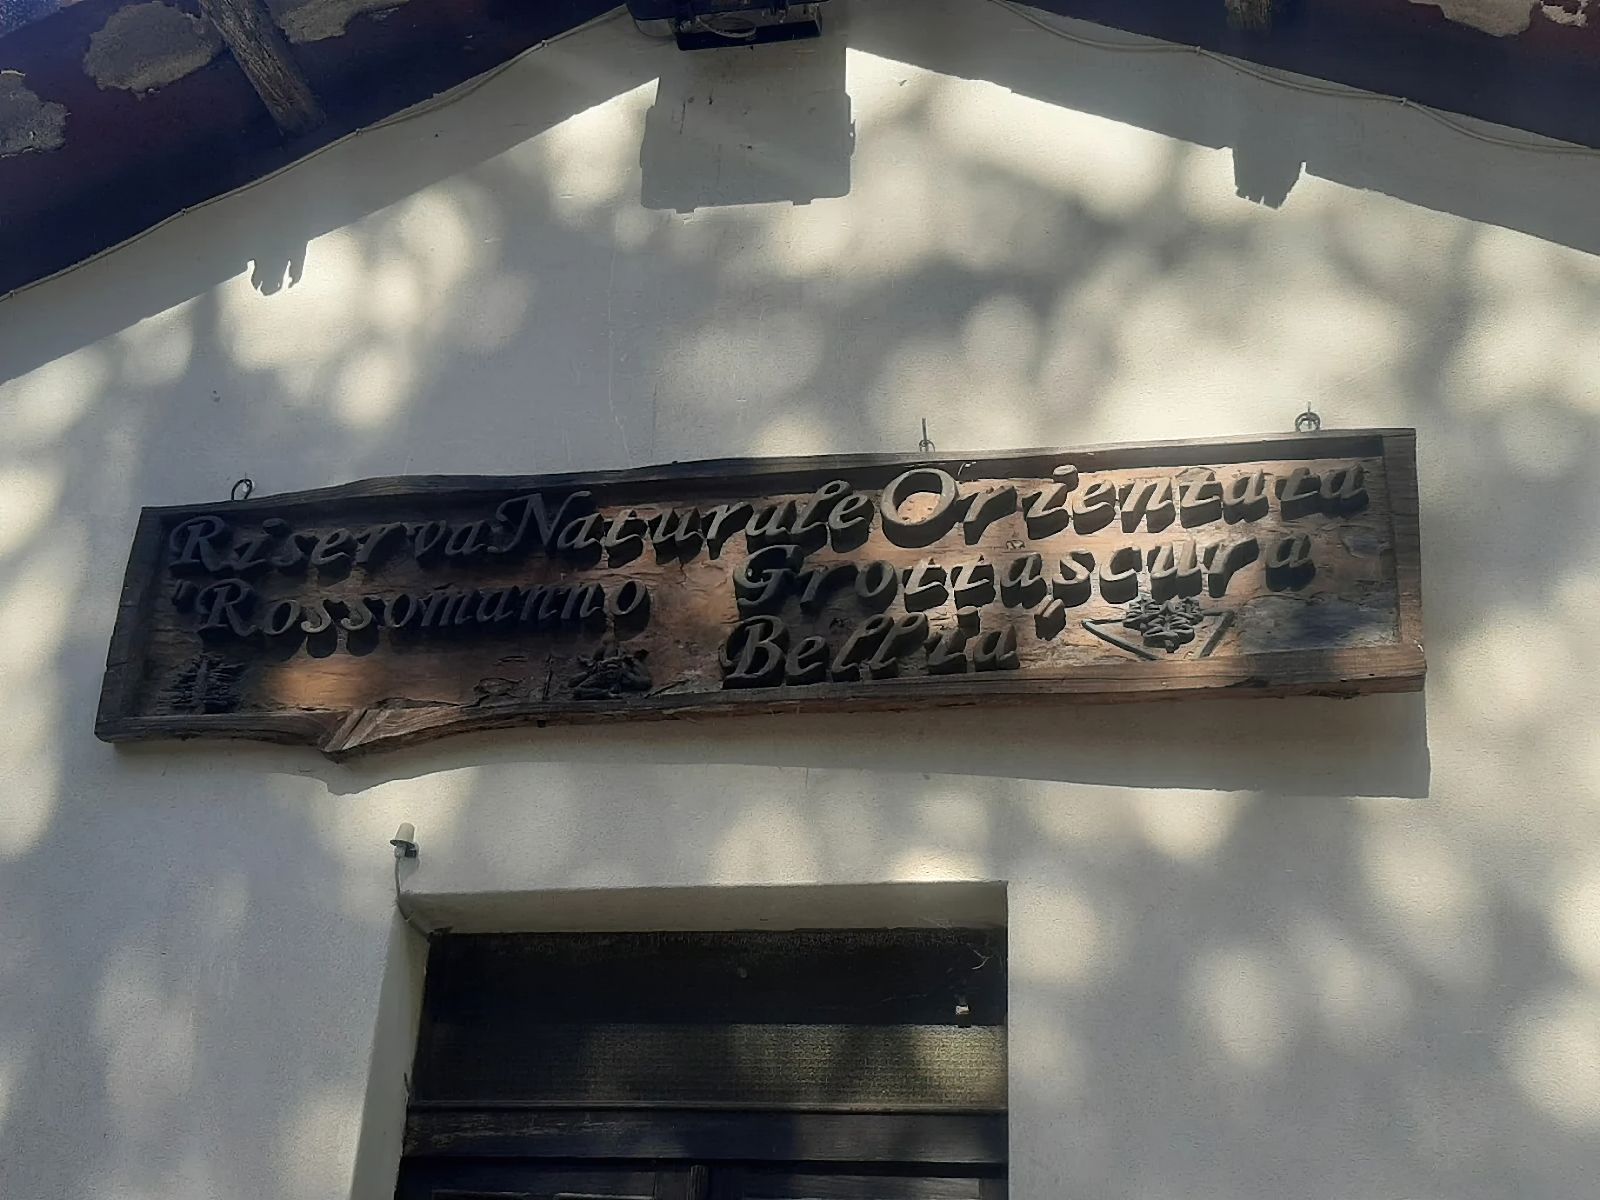 Riserva Naturale Orientata
"Rossomanno Grottascura
Bellia"